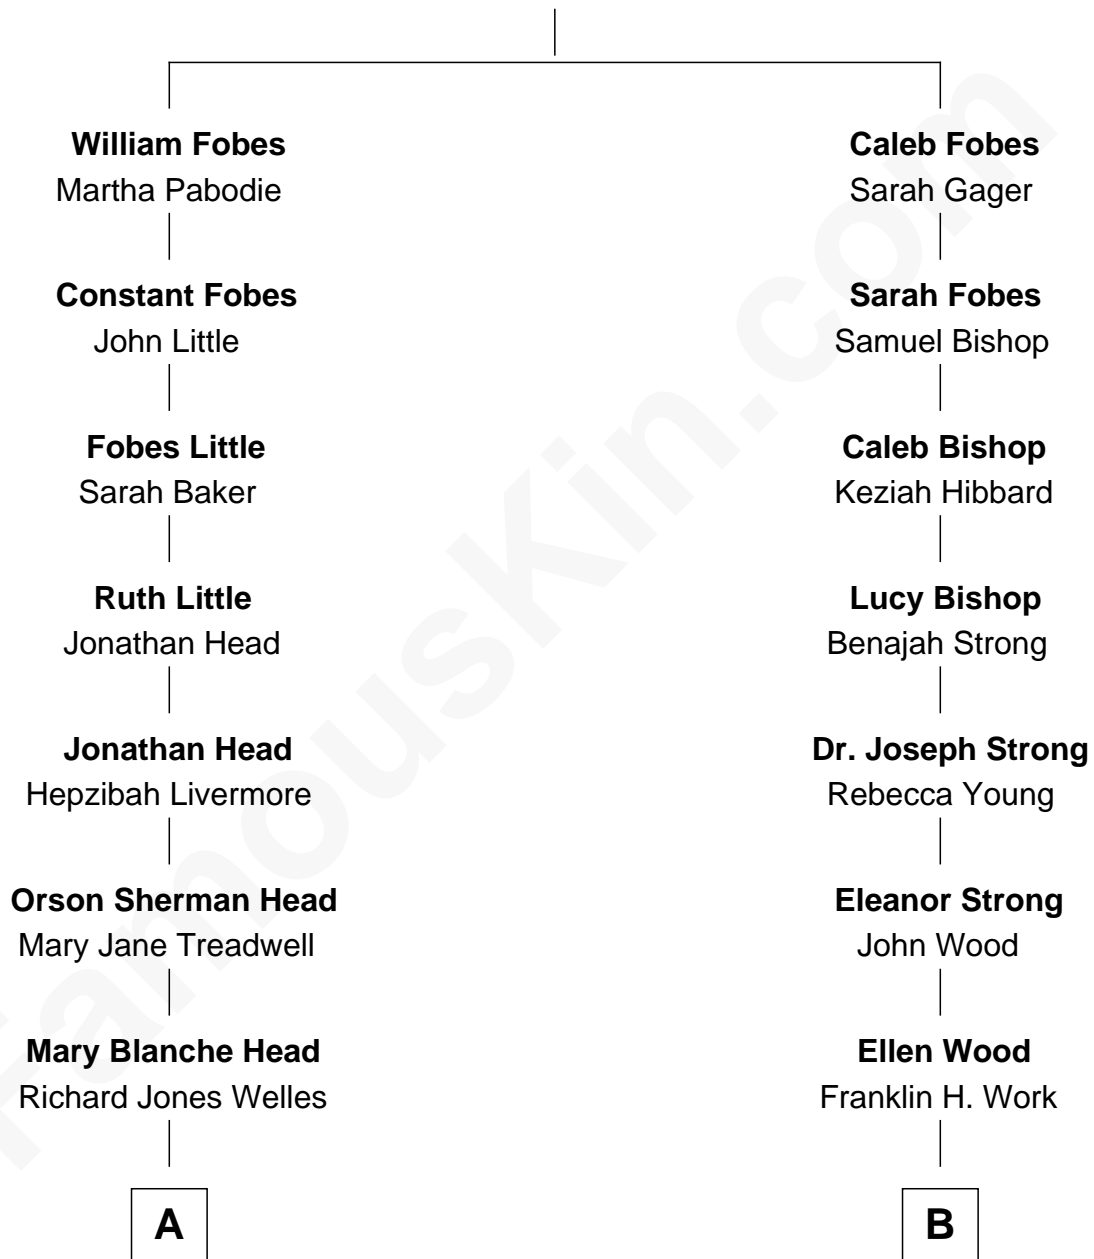 William Fobes
Martha Pabodie
Constant Fobes
John Little
Fobes Little
Sarah Baker
Ruth Little
Jonathan Head
Jonathan Head
Hepzibah Livermore
Orson Sherman Head
Mary Jane Treadwell
Mary Blanche Head
Richard Jones Welles
A
Caleb Fobes
Sarah Gager
Sarah Fobes
Samuel Bishop
Caleb Bishop
Keziah Hibbard
Lucy Bishop
Benajah Strong
Dr. Joseph Strong
Rebecca Young
Eleanor Strong
John Wood
Ellen Wood
Franklin H. Work
B
FamousKin.com